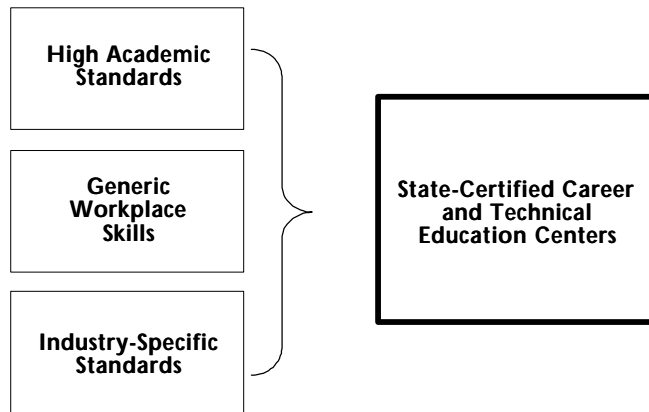 High Academic
Standards
Generic
Workplace
Skills
Industry-Specific
Standards
State-Certified Career
and Technical
Education Centers